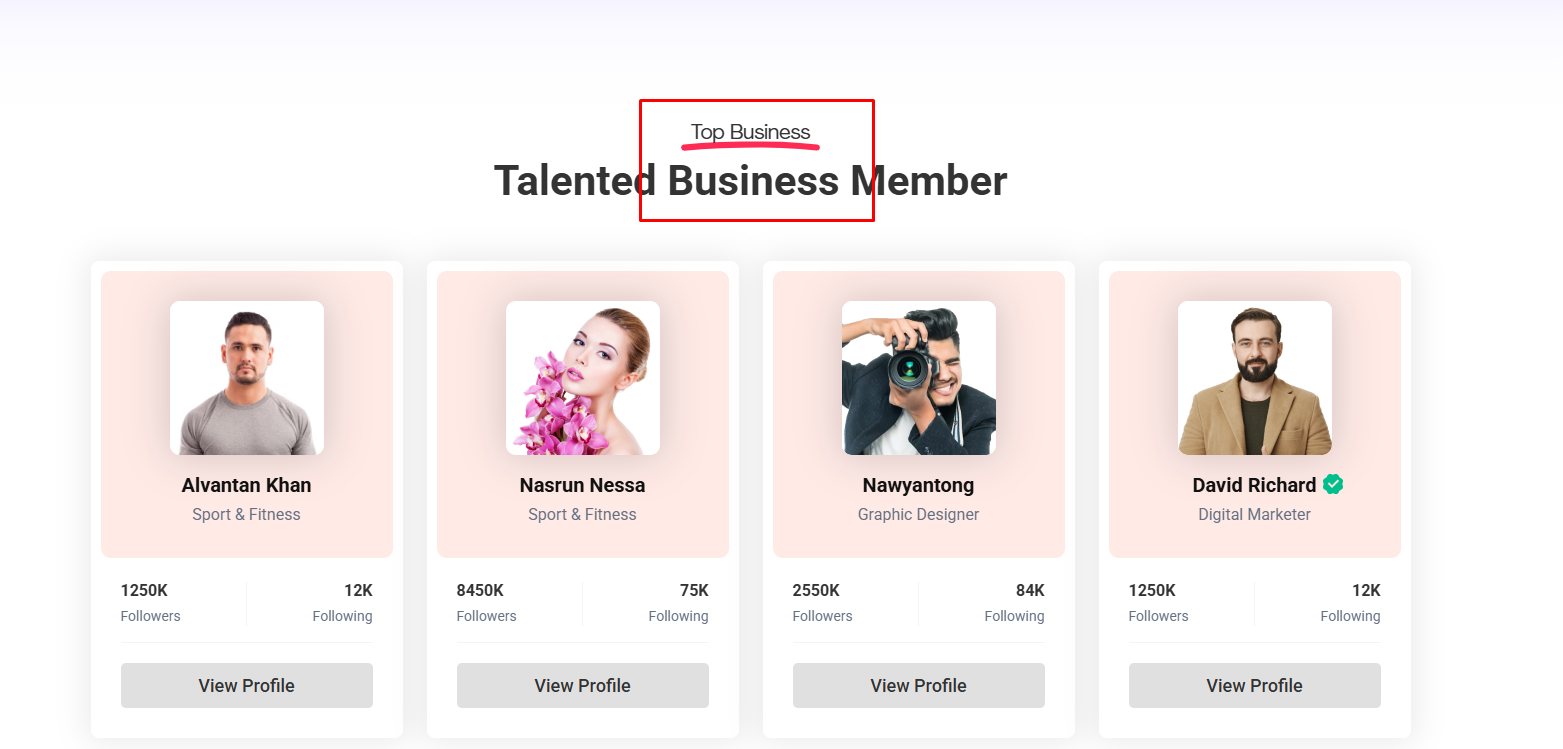 Top Business
Talented Business Member
Alvantan Khan
Sport & Fitness
1250K
12K
Followers
Following
View Profile
Nasrun Nessa
Sport & Fitness
8450K
75K
Followers
Following
View Profile
Nawyantong
Graphic Designer
2550K
84K
Followers
Following
View Profile
David Richard
Digital Marketer
1250K
12K
Followers
Following
View Profile